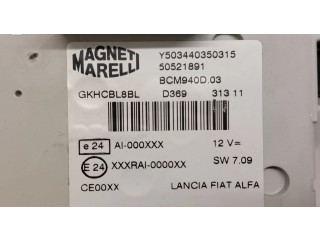 MAGNETI MARELLI
Y503440350315
50521891
BCM940D.03
GKHCBL8BL D369 313 11
e 24 AI-000XXX 12 V=
E 24 XXXRAI-0000XX SW 7.09
CE00XX LANCIA FIAT ALFA